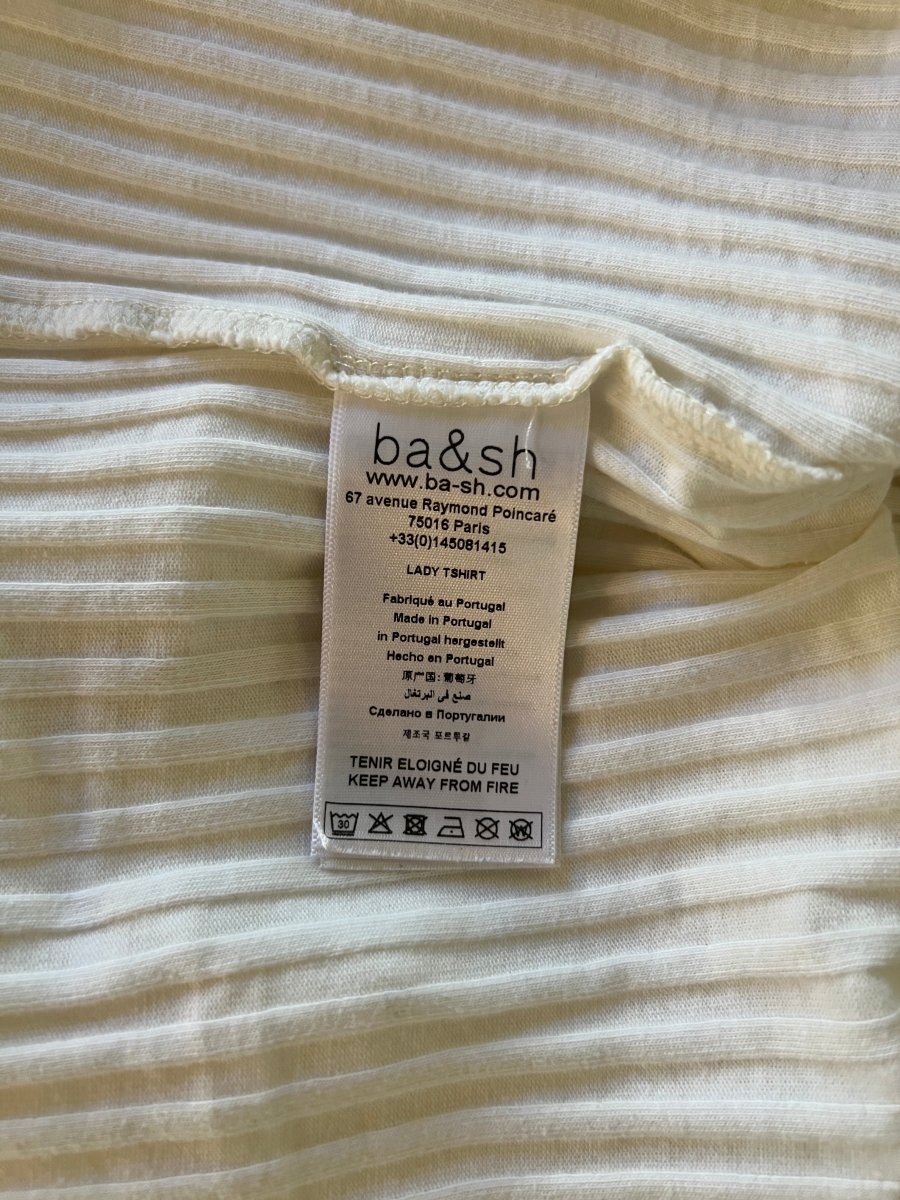 ba&sh
www.ba-sh.com
67 avenue Raymond Poincaré
75016 Paris
+33(0)145081415
LADY TSHIRT
Fabriqué au Portugal
Made in Portugal
in Portugal hergestellt
Hecho en Portugal
原产国:葡萄牙
صنع في البرتغال
Сделано в Португалии
제조국 포르투갈
TENIR ELOIGNÉ DU FEU
KEEP AWAY FROM FIRE
30
W